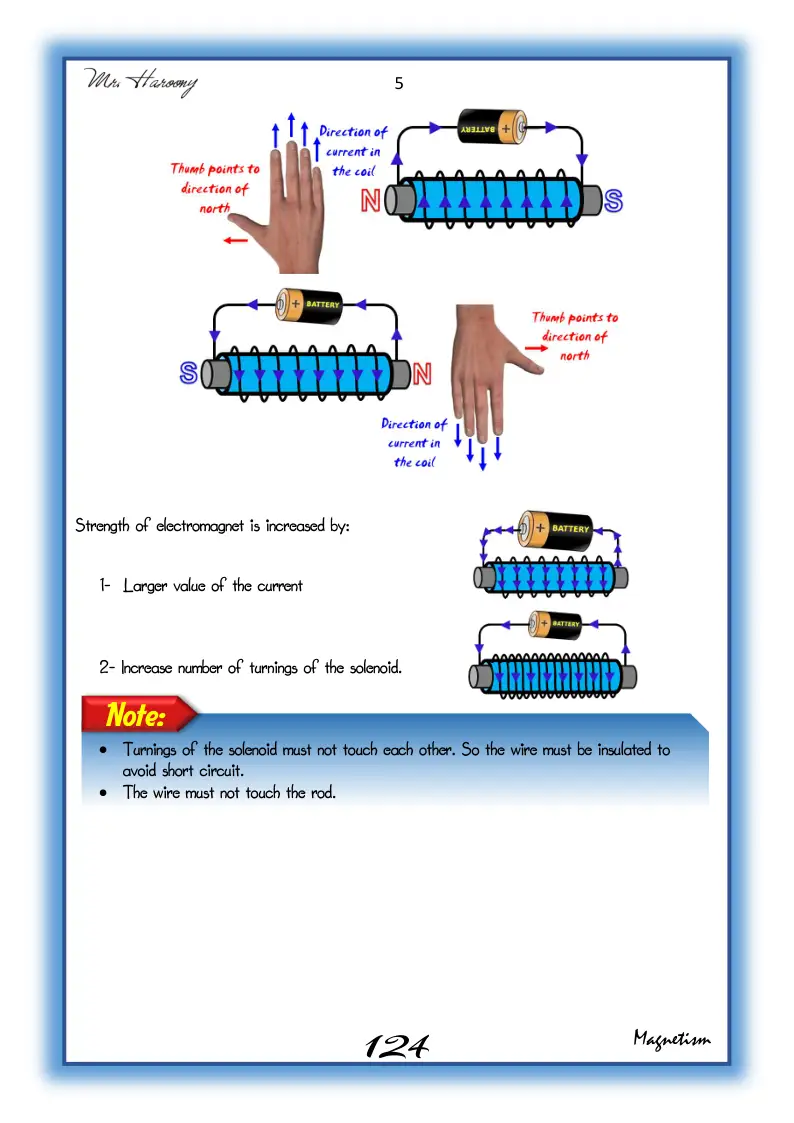 Mr. Haroony
5
Direction of
current in
the coil
Thumb points to
direction of
north
BATTERY
+
N
S
+
BATTERY
S
N
Thumb points to
direction of
north
Direction of
current in
the coil
Strength of electromagnet is increased by:
+
BATTERY
1- Larger value of the current
+
BATTERY
2- Increase number of turnings of the solenoid.
Note:
• Turnings of the solenoid must not touch each other. So the wire must be insulated to
avoid short circuit.
• The wire must not touch the rod.
124
Magnetism